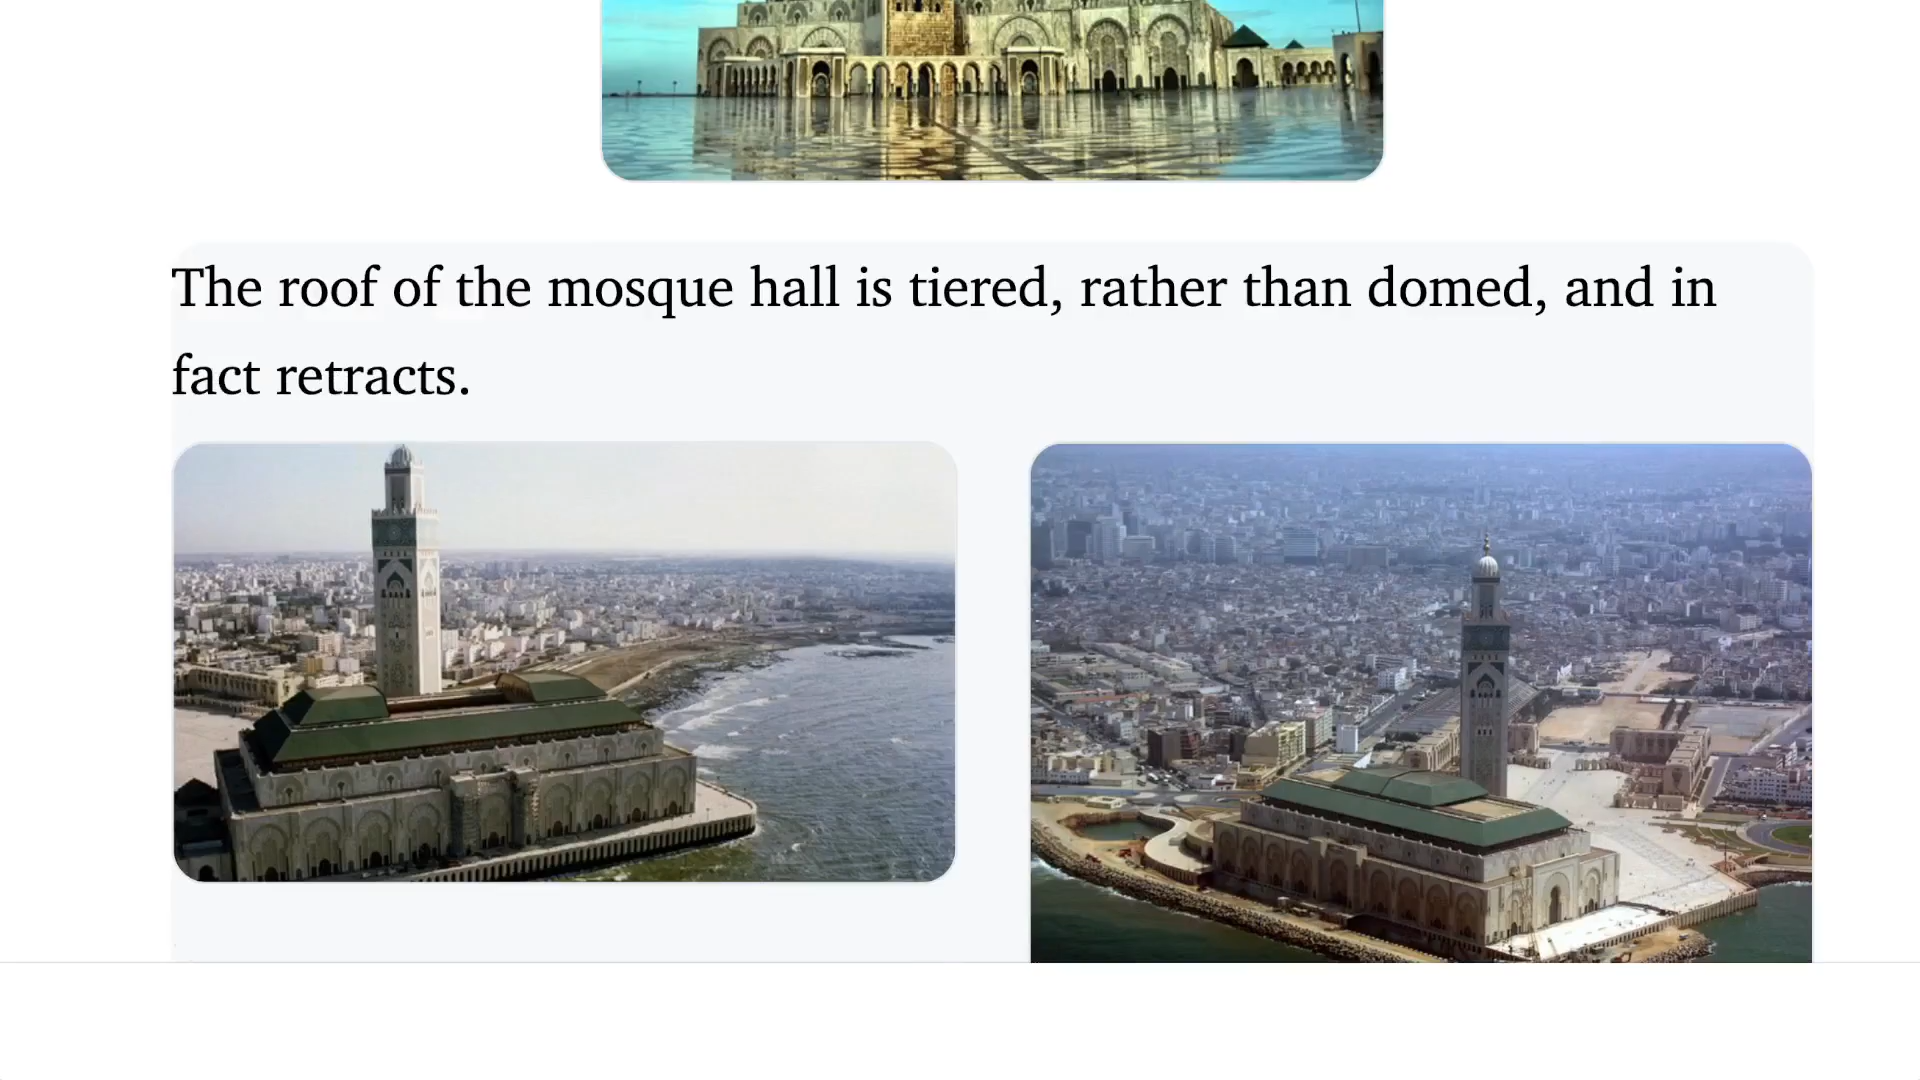 The roof of the mosque hall is tiered, rather than domed, and in
fact retracts.